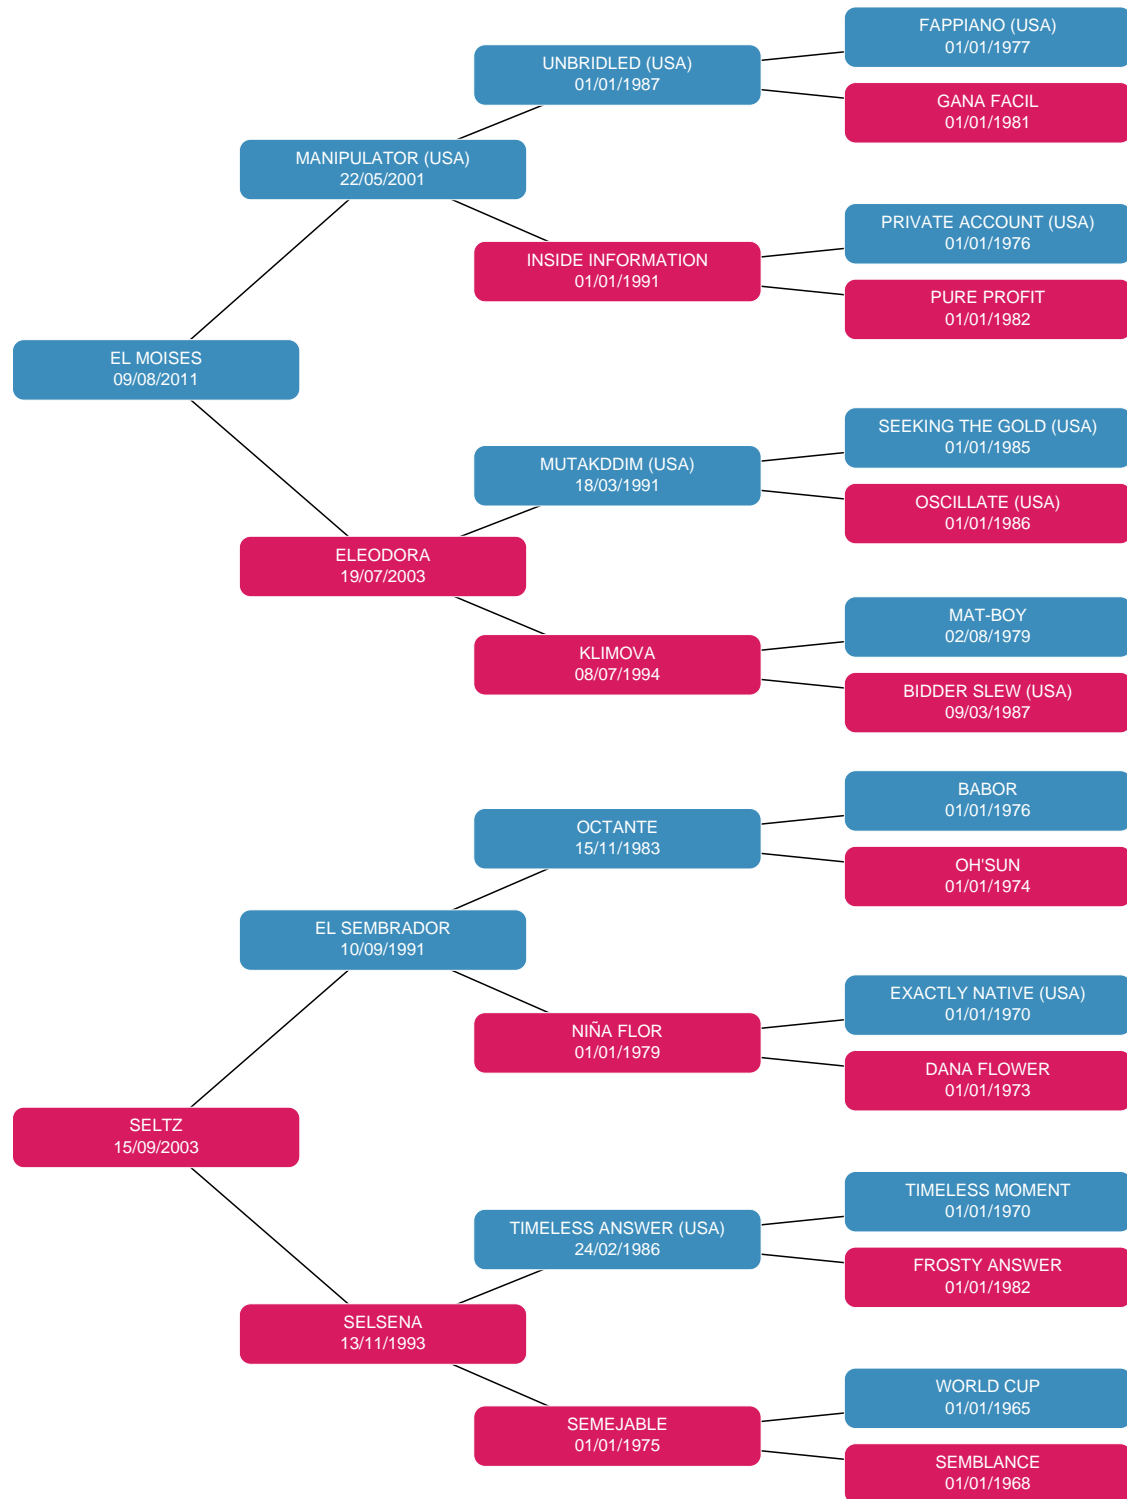 FAPPIANO (USA)
01/01/1977
UNBRIDLED (USA)
01/01/1987
GANA FACIL
01/01/1981
MANIPULATOR (USA)
22/05/2001
PRIVATE ACCOUNT (USA)
01/01/1976
INSIDE INFORMATION
01/01/1991
PURE PROFIT
01/01/1982
EL MOISES
09/08/2011
SEEKING THE GOLD (USA)
01/01/1985
MUTAKDDIM (USA)
18/03/1991
OSCILLATE (USA)
01/01/1986
ELEODORA
19/07/2003
MAT-BOY
02/08/1979
KLIMOVA
08/07/1994
BIDDER SLEW (USA)
09/03/1987
BABOR
01/01/1976
OCTANTE
15/11/1983
OH'SUN
01/01/1974
EL SEMBRADOR
10/09/1991
EXACTLY NATIVE (USA)
01/01/1970
NIÑA FLOR
01/01/1979
DANA FLOWER
01/01/1973
SELTZ
15/09/2003
TIMELESS MOMENT
01/01/1970
TIMELESS ANSWER (USA)
24/02/1986
FROSTY ANSWER
01/01/1982
SELSENA
13/11/1993
WORLD CUP
01/01/1965
SEMEJABLE
01/01/1975
SEMBLANCE
01/01/1968